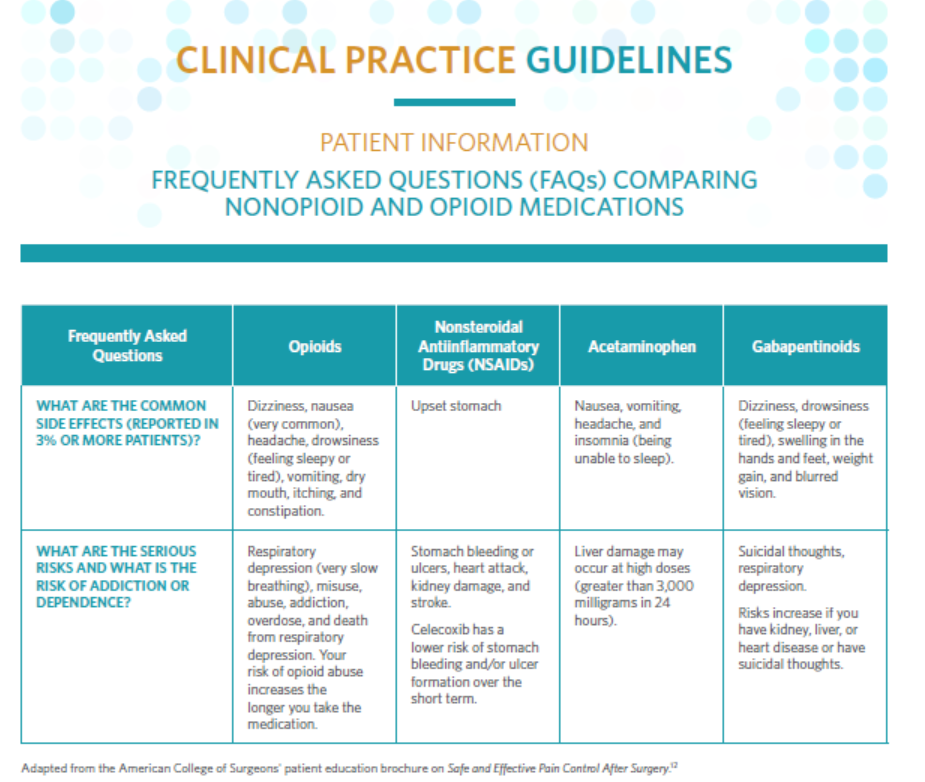 CLINICAL PRACTICE GUIDELINES
PATIENT INFORMATION
FREQUENTLY ASKED QUESTIONS (FAQs) COMPARING
NONOPIOID AND OPIOID MEDICATIONS
Frequently Asked
Questions
Opioids
Nonsteroidal
Antiinflammatory
Drugs (NSAIDs)
Acetaminophen
Gabapentinoids
WHAT ARE THE COMMON
SIDE EFFECTS (REPORTED IN
3% OR MORE PATIENTS)?
Dizziness, nausea
(very common),
headache, drowsiness
(feeling sleepy or
tired), vomiting, dry
mouth, itching, and
constipation.
Upset stomach
Nausea, vomiting,
headache, and
insomnia (being
unable to sleep).
Dizziness, drowsiness
(feeling sleepy or
tired), swelling in the
hands and feet, weight
gain, and blurred
vision.
WHAT ARE THE SERIOUS
RISKS AND WHAT IS THE
RISK OF ADDICTION OR
DEPENDENCE?
Respiratory
depression (very slow
breathing), misuse,
abuse, addiction,
overdose, and death
from respiratory
depression. Your
risk of opioid abuse
increases the
longer you take the
medication.
Stomach bleeding or
ulcers, heart attack,
kidney damage, and
stroke.
Celecoxib has a
lower risk of stomach
bleeding and/or ulcer
formation over the
short term.
Liver damage may
occur at high doses
(greater than 3,000
milligrams in 24
hours).
Suicidal thoughts,
respiratory
depression.
Risks increase if you
have kidney, liver, or
heart disease or have
suicidal thoughts.
Adapted from the American College of Surgeons' patient education brochure on Safe and Effective Pain Control After Surgery.¹²